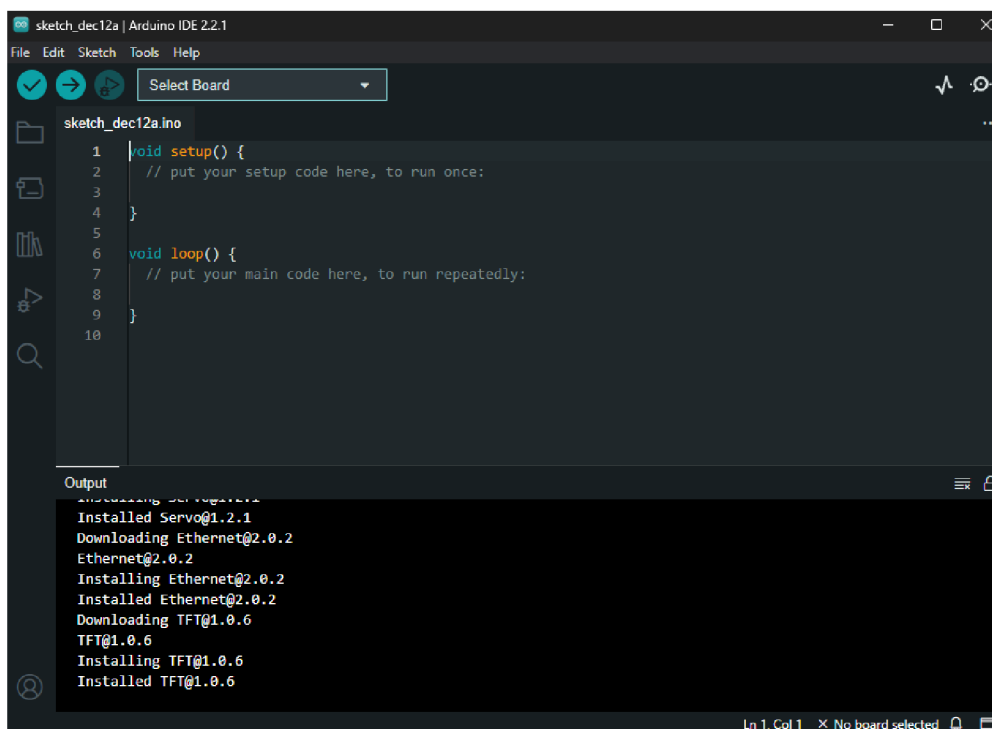 sketch_dec12a | Arduino IDE 2.2.1
File Edit Sketch Tools Help
Select Board
sketch_dec12a.ino
1 void setup() {
2 // put your setup code here, to run once:
3
4 }
5
6 void loop() {
7 // put your main code here, to run repeatedly:
8
9 }
10
Output
Installing Servo@1.2.1
Installed Servo@1.2.1
Downloading Ethernet@2.0.2
Ethernet@2.0.2
Installing Ethernet@2.0.2
Installed Ethernet@2.0.2
Downloading TFT@1.0.6
TFT@1.0.6
Installing TFT@1.0.6
Installed TFT@1.0.6
Ln 1, Col 1 X No board selected